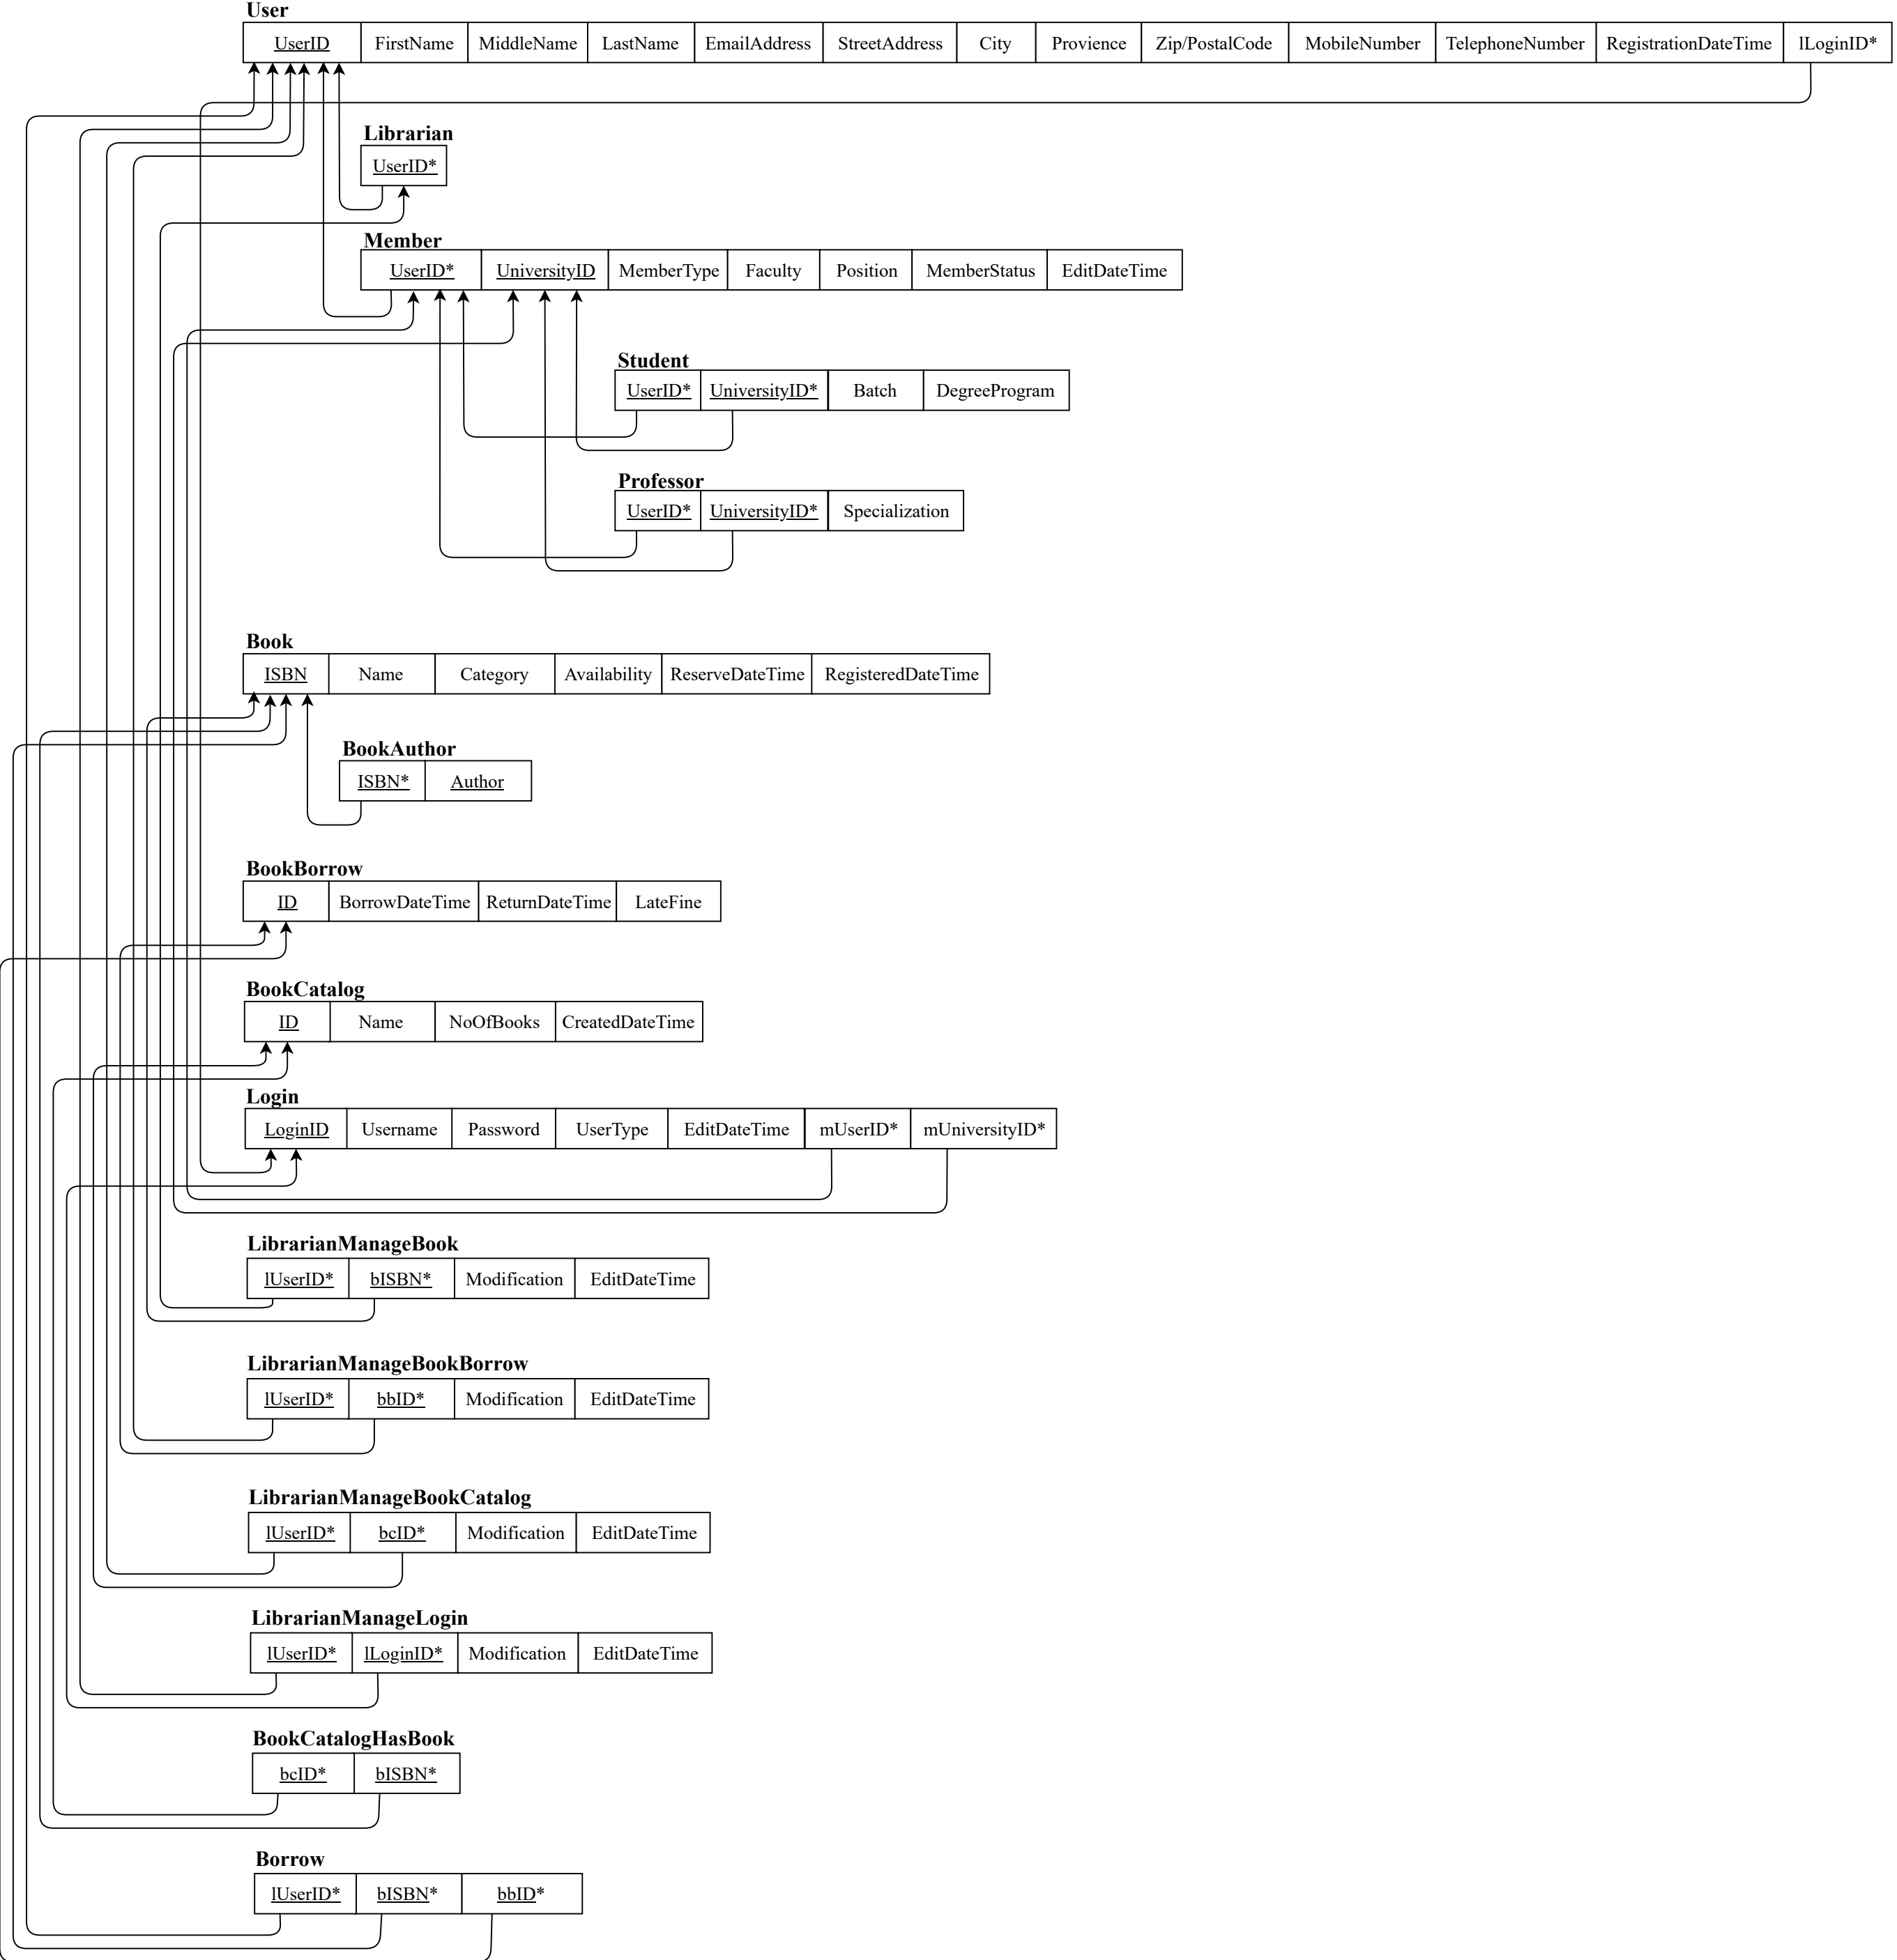 User
UserID FirstName MiddleName LastName EmailAddress StreetAddress City Provience Zip/PostalCode MobileNumber TelephoneNumber RegistrationDateTime lLoginID*
Librarian
UserID*
Member
UserID* UniversityID MemberType Faculty Position MemberStatus EditDateTime
Student
UserID* UniversityID* Batch DegreeProgram
Professor
UserID* UniversityID* Specialization
Book
ISBN Name Category Availability ReserveDateTime RegisteredDateTime
BookAuthor
ISBN* Author
BookBorrow
ID BorrowDateTime ReturnDateTime LateFine
BookCatalog
ID Name NoOfBooks CreatedDateTime
Login
LoginID Username Password UserType EditDateTime mUserID* mUniversityID*
LibrarianManageBook
lUserID* bISBN* Modification EditDateTime
LibrarianManageBookBorrow
lUserID* bbID* Modification EditDateTime
LibrarianManageBookCatalog
lUserID* bcID* Modification EditDateTime
LibrarianManageLogin
lUserID* lLoginID* Modification EditDateTime
BookCatalogHasBook
bcID* bISBN*
Borrow
lUserID* bISBN* bbID*